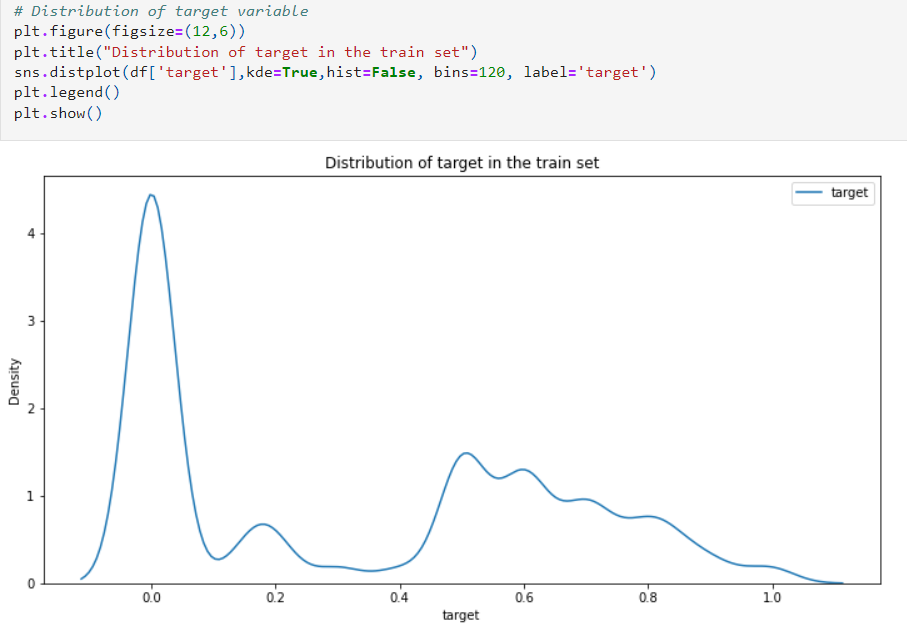 # Distribution of target variable
plt.figure(figsize=(12,6))
plt.title("Distribution of target in the train set")
sns.distplot(df['target'],kde=True,hist=False, bins=120, label='target')
plt.legend()
plt.show()
Distribution of target in the train set
target
4
3
2
1
0
Density
0.0 0.2 0.4 0.6 0.8 1.0
target